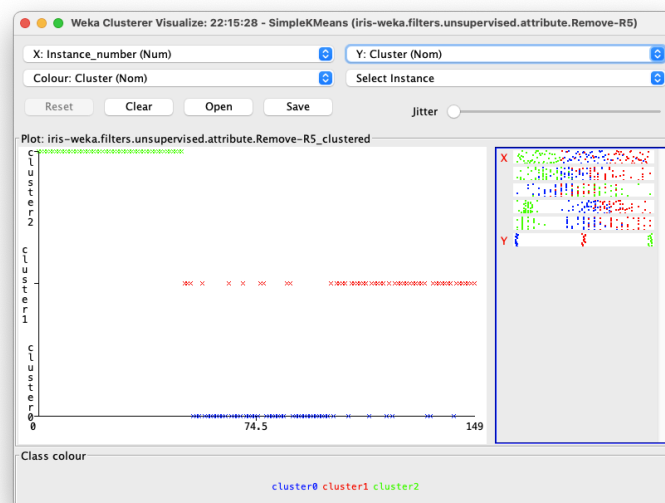 Weka Clusterer Visualize: 22:15:28 - SimpleKMeans (iris-weka.filters.unsupervised.attribute.Remove-R5)
X: Instance_number (Num)
Y: Cluster (Nom)
Colour: Cluster (Nom)
Select Instance
Reset
Clear
Open
Save
Jitter
Plot: iris-weka.filters.unsupervised.attribute.Remove-R5_clustered
cluster2
cluster1
cluster0
0
74.5
149
X
Y
Class colour
cluster0 cluster1 cluster2